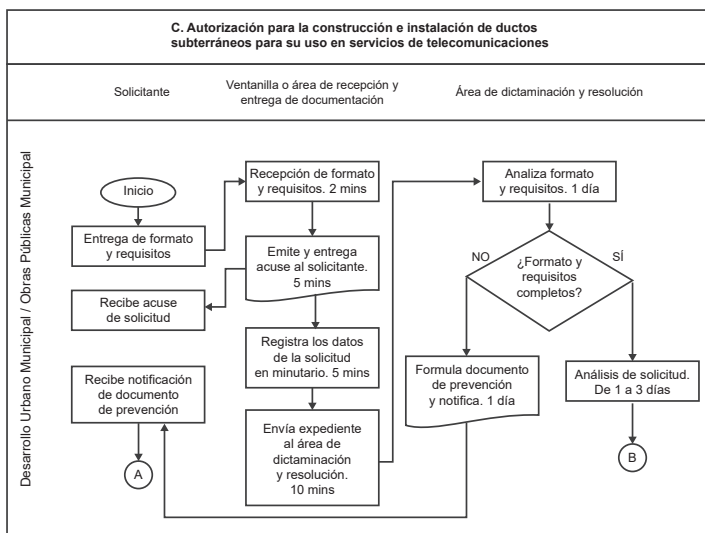 C. Autorización para la construcción e instalación de ductos
subterráneos para su uso en servicios de telecomunicaciones
Solicitante
Ventanilla o área de recepción y
entrega de documentación
Área de dictaminación y resolución
Desarrollo Urbano Municipal / Obras Públicas Municipal
Inicio
Entrega de formato
y requisitos
Recepción de formato
y requisitos. 2 mins
Emite y entrega
acuse al solicitante.
5 mins
Recibe acuse
de solicitud
Registra los datos
de la solicitud
en minutario. 5 mins
Envía expediente
al área de
dictaminación
y resolución.
10 mins
Analiza formato
y requisitos. 1 día
¿Formato y
requisitos
completos?
NO
SÍ
Formula documento
de prevención
y notifica. 1 día
Análisis de solicitud.
De 1 a 3 días
B
Recibe notificación
de documento
de prevención
A